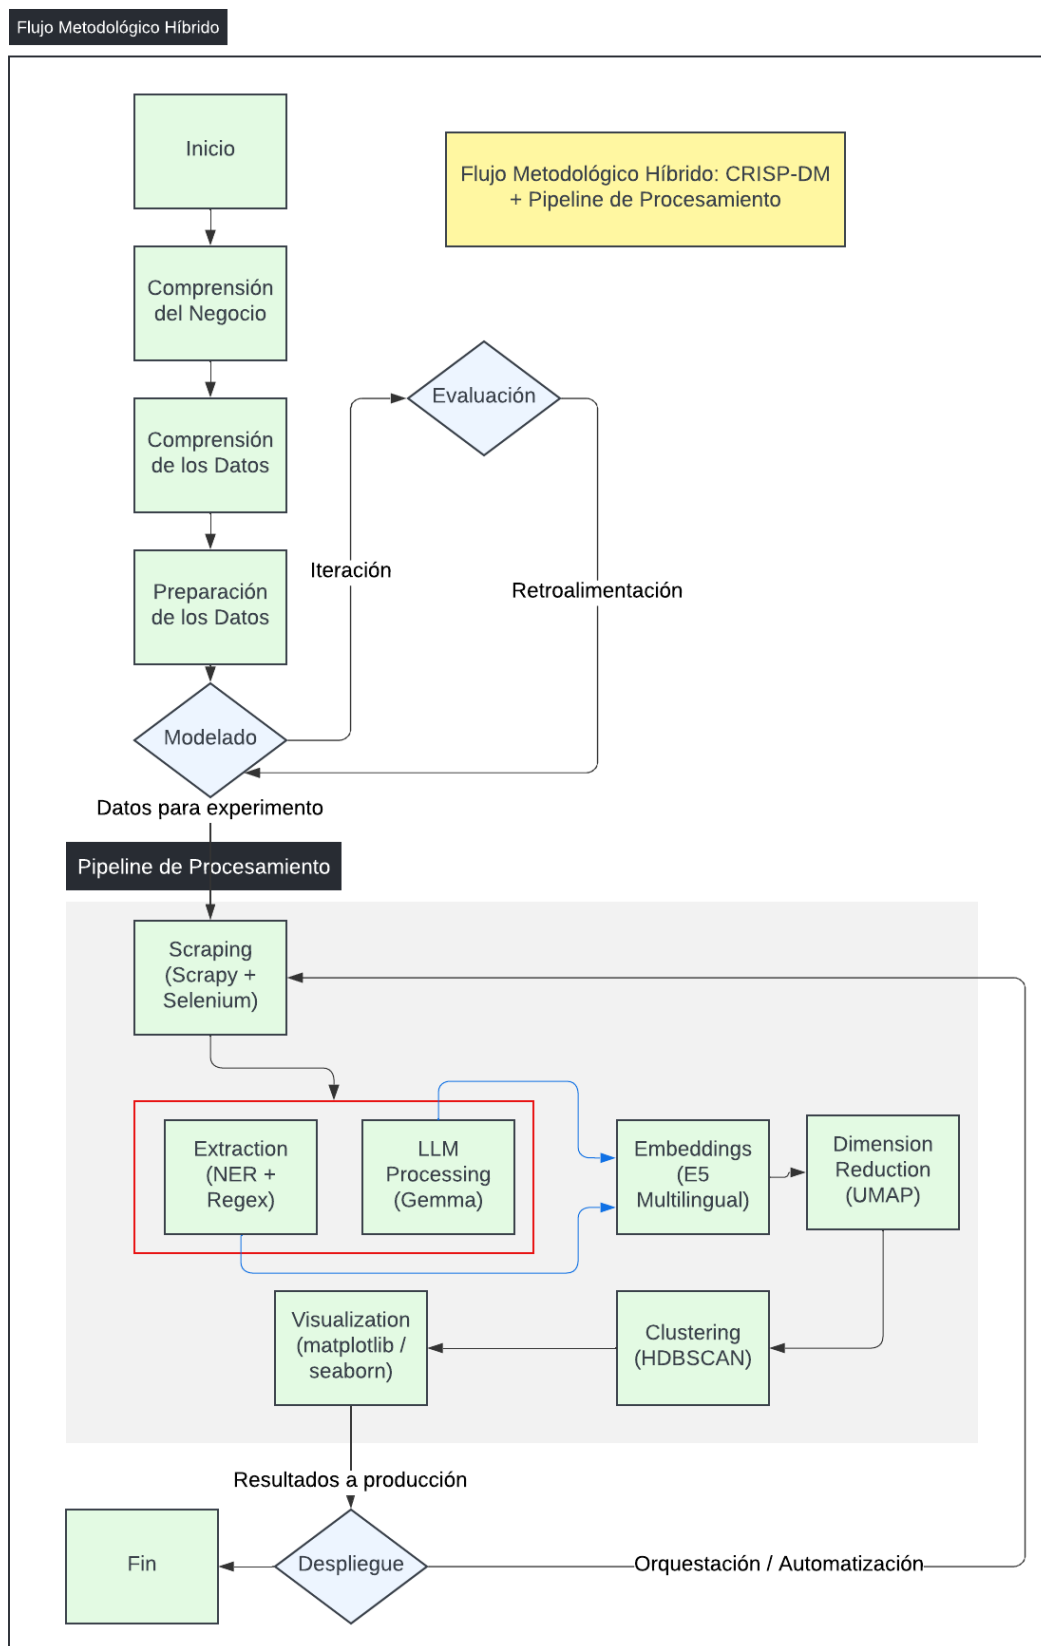 Flujo Metodológico Híbrido
Inicio
Flujo Metodológico Híbrido: CRISP-DM
+ Pipeline de Procesamiento
Comprensión
del Negocio
Evaluación
Comprensión
de los Datos
Iteración
Retroalimentación
Preparación
de los Datos
Modelado
Datos para experimento
Pipeline de Procesamiento
Scraping
(Scrapy +
Selenium)
Extraction
(NER +
Regex)
LLM
Processing
(Gemma)
Embeddings
(E5
Multilingual)
Dimension
Reduction
(UMAP)
Visualization
(matplotlib /
seaborn)
Clustering
(HDBSCAN)
Resultados a producción
Fin
Despliegue
Orquestación / Automatización